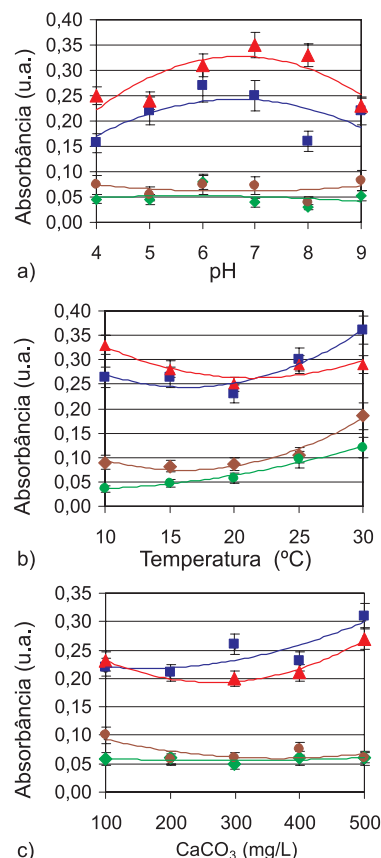 0,40
0,35
0,30
0,25
0,20
0,15
0,10
0,05
0,00
Absorbância (u.a.)
4 5 6 7 8 9
a) pH
0,40
0,35
0,30
0,25
0,20
0,15
0,10
0,05
0,00
Absorbância (u.a.)
10 15 20 25 30
b) Temperatura (ºC)
0,35
0,30
0,25
0,20
0,15
0,10
0,05
0,00
Absorbância (u.a.)
100 200 300 400 500
c) CaCO₃ (mg/L)